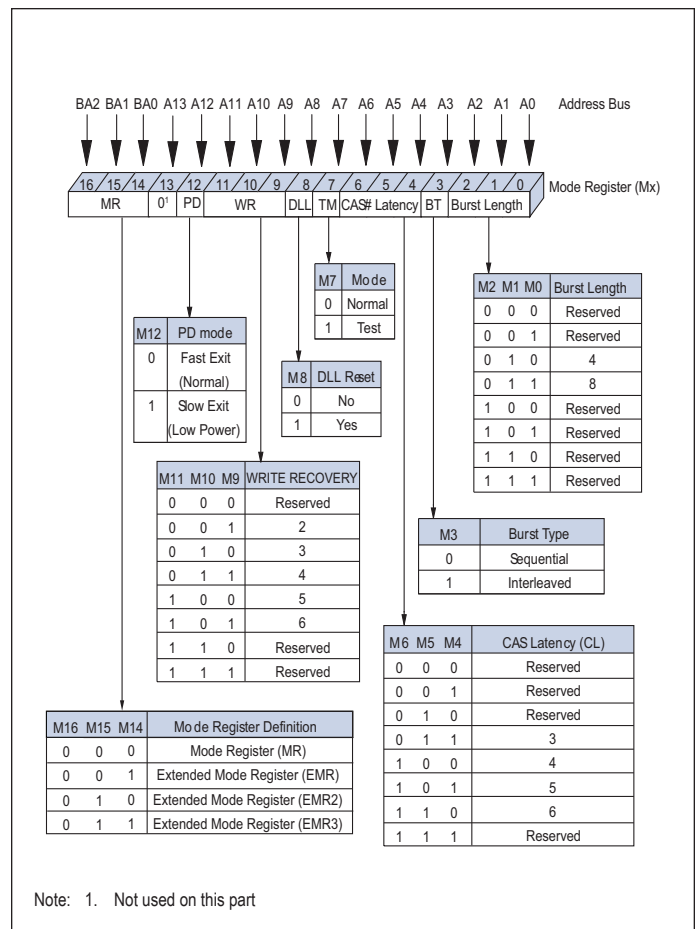 BA2 BA1 BA0 A13 A12 A11 A10 A9 A8 A7 A6 A5 A4 A3 A2 A1 A0 Address Bus
16 15 14 13 12 11 10 9 8 7 6 5 4 3 2 1 0 Mode Register (Mx)
MR 0¹ PD WR DLL TM CAS# Latency BT Burst Length
M7 Mode
0 Normal
1 Test
M2 M1 M0 Burst Length
0 0 0 Reserved
0 0 1 Reserved
0 1 0 4
0 1 1 8
1 0 0 Reserved
1 0 1 Reserved
1 1 0 Reserved
1 1 1 Reserved
M12 PD mode
0 Fast Exit
(Normal)
1 Slow Exit
(Low Power)
M8 DLL Reset
0 No
1 Yes
M11 M10 M9 WRITE RECOVERY
0 0 0 Reserved
0 0 1 2
0 1 0 3
0 1 1 4
1 0 0 5
1 0 1 6
1 1 0 Reserved
1 1 1 Reserved
M3 Burst Type
0 Sequential
1 Interleaved
M6 M5 M4 CAS Latency (CL)
0 0 0 Reserved
0 0 1 Reserved
0 1 0 Reserved
0 1 1 3
1 0 0 4
1 0 1 5
1 1 0 6
1 1 1 Reserved
M16 M15 M14 Mode Register Definition
0 0 0 Mode Register (MR)
0 0 1 Extended Mode Register (EMR)
0 1 0 Extended Mode Register (EMR2)
0 1 1 Extended Mode Register (EMR3)
Note: 1. Not used on this part